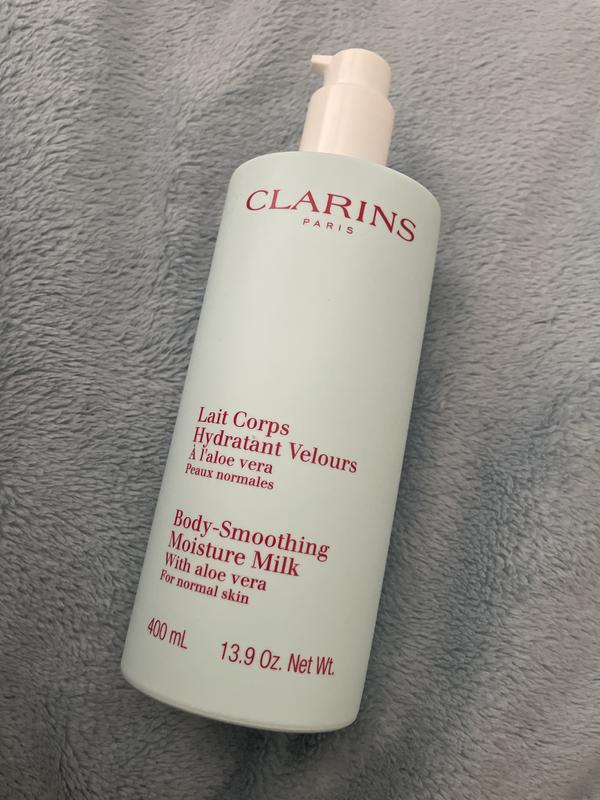 CLARINS
PARIS
Lait Corps
Hydratant Velours
À l'aloe vera
Peaux normales
Body-Smoothing
Moisture Milk
With aloe vera
For normal skin
400 mL 13.9 Oz. Net Wt.